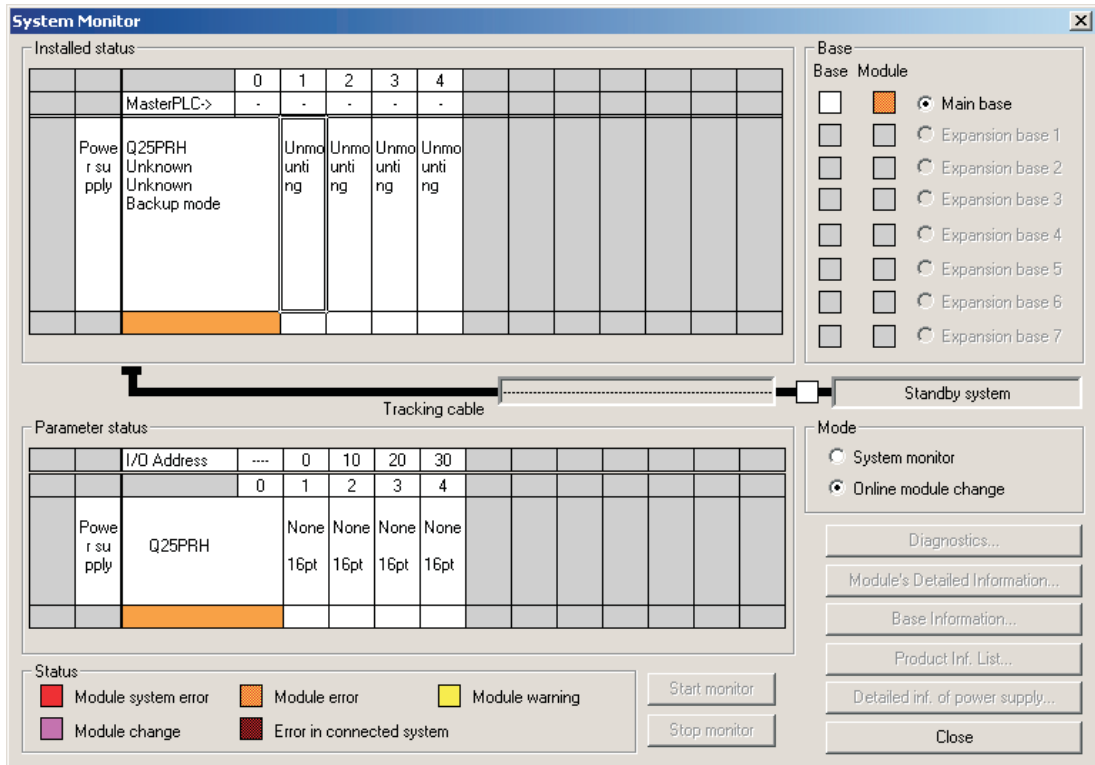 System Monitor
Installed status
0 1 2 3 4
MasterPLC-> - - - - -
Powe Q25PRH Unmo Unmo Unmo Unmo
r su Unknown unti unti unti unti
pply Unknown ng ng ng ng
Backup mode
Base
Base Module
Main base
Expansion base 1
Expansion base 2
Expansion base 3
Expansion base 4
Expansion base 5
Expansion base 6
Expansion base 7
Tracking cable
Standby system
Parameter status
I/O Address ---- 0 10 20 30
0 1 2 3 4
Powe None None None None
r su Q25PRH
pply 16pt 16pt 16pt 16pt
Mode
System monitor
Online module change
Diagnostics...
Module's Detailed Information...
Base Information...
Product Inf. List...
Detailed inf. of power supply...
Close
Status
Module system error Module error Module warning
Module change Error in connected system
Start monitor
Stop monitor